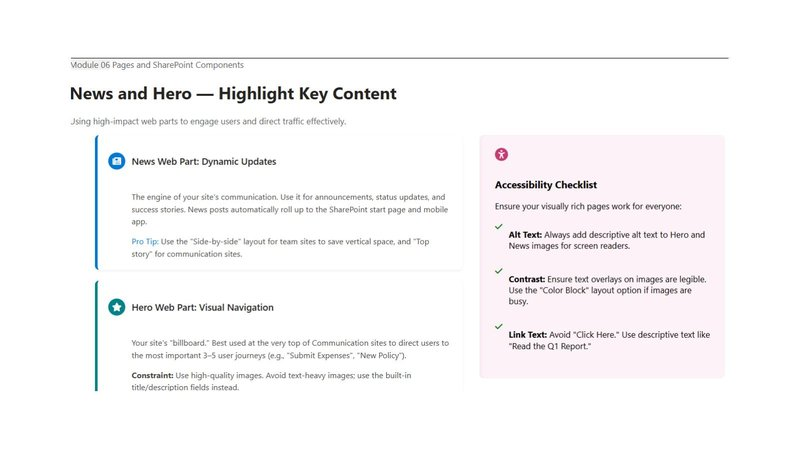 Module 06 Pages and SharePoint Components
News and Hero — Highlight Key Content
Using high-impact web parts to engage users and direct traffic effectively.
News Web Part: Dynamic Updates
The engine of your site's communication. Use it for announcements, status updates, and
success stories. News posts automatically roll up to the SharePoint start page and mobile
app.
Pro Tip: Use the "Side-by-side" layout for team sites to save vertical space, and "Top
story" for communication sites.
Hero Web Part: Visual Navigation
Your site's "billboard." Best used at the very top of Communication sites to direct users to
the most important 3–5 user journeys (e.g., "Submit Expenses", "New Policy").
Constraint: Use high-quality images. Avoid text-heavy images; use the built-in
title/description fields instead.
Accessibility Checklist
Ensure your visually rich pages work for everyone:
Alt Text: Always add descriptive alt text to Hero and
News images for screen readers.
Contrast: Ensure text overlays on images are legible.
Use the "Color Block" layout option if images are
busy.
Link Text: Avoid "Click Here." Use descriptive text like
"Read the Q1 Report."